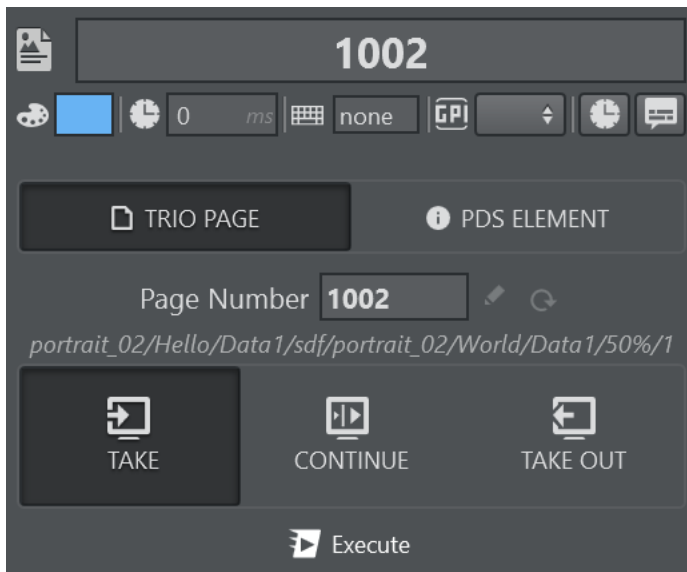 1002
0 ms none GPI
TRIO PAGE PDS ELEMENT
Page Number 1002
portrait_02/Hello/Data1/sdf/portrait_02/World/Data1/50%/1
TAKE CONTINUE TAKE OUT
Execute